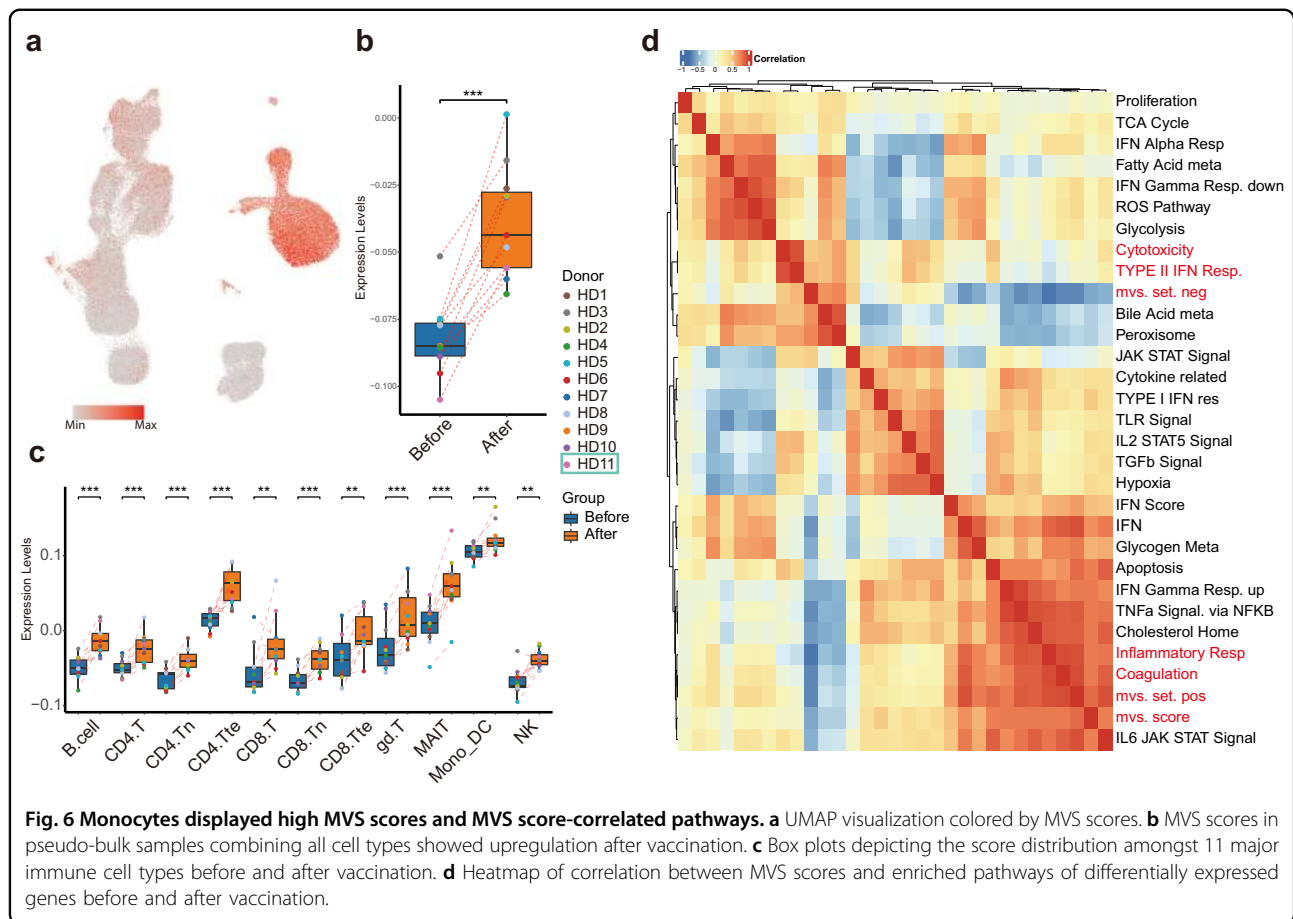 a
Min
Max
b
***
Expression Levels
0.000
−0.025
−0.050
−0.075
−0.100
Before
After
Donor
HD1
HD3
HD2
HD4
HD5
HD6
HD7
HD8
HD9
HD10
HD11
Group
Before
After
c
*** *** *** *** ** *** ** *** *** ** **
Expression Levels
0.1
0.0
−0.1
B.cell
CD4.T
CD4.Tn
CD4.Tte
CD8.T
CD8.Tn
CD8.Tte
gd.T
MAIT
Mono_DC
NK
d
Correlation
−1 −0.5 0 0.5 1
Proliferation
TCA Cycle
IFN Alpha Resp
Fatty Acid meta
IFN Gamma Resp. down
ROS Pathway
Glycolysis
Cytotoxicity
TYPE II IFN Resp.
mvs. set. neg
Bile Acid meta
Peroxisome
JAK STAT Signal
Cytokine related
TYPE I IFN res
TLR Signal
IL2 STAT5 Signal
TGFb Signal
Hypoxia
IFN Score
IFN
Glycogen Meta
Apoptosis
IFN Gamma Resp. up
TNFa Signal. via NFKB
Cholesterol Home
Inflammatory Resp
Coagulation
mvs. set. pos
mvs. score
IL6 JAK STAT Signal
Fig. 6 Monocytes displayed high MVS scores and MVS score-correlated pathways. a UMAP visualization colored by MVS scores. b MVS scores in
pseudo-bulk samples combining all cell types showed upregulation after vaccination. c Box plots depicting the score distribution amongst 11 major
immune cell types before and after vaccination. d Heatmap of correlation between MVS scores and enriched pathways of differentially expressed
genes before and after vaccination.